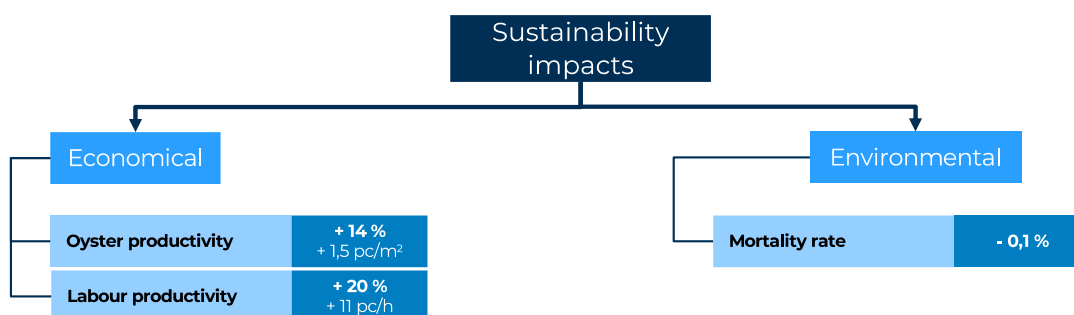 Sustainability
impacts
Economical
Environmental
Oyster productivity
+ 14 %
+ 1,5 pc/m²
Mortality rate
- 0,1 %
Labour productivity
+ 20 %
+ 11 pc/h